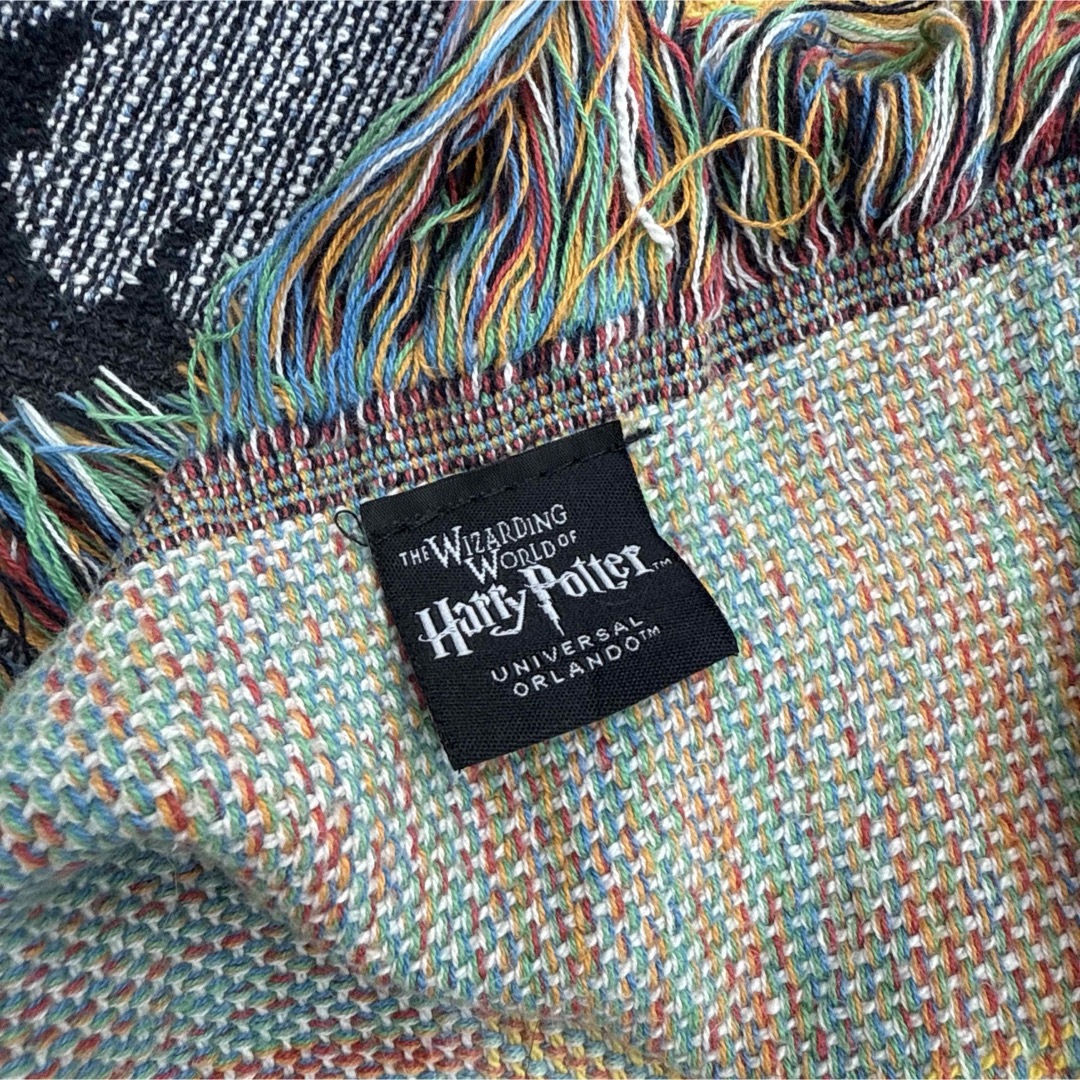 THE WIZARDING
WORLD OF
Harry Potter™
UNIVERSAL
ORLANDO™